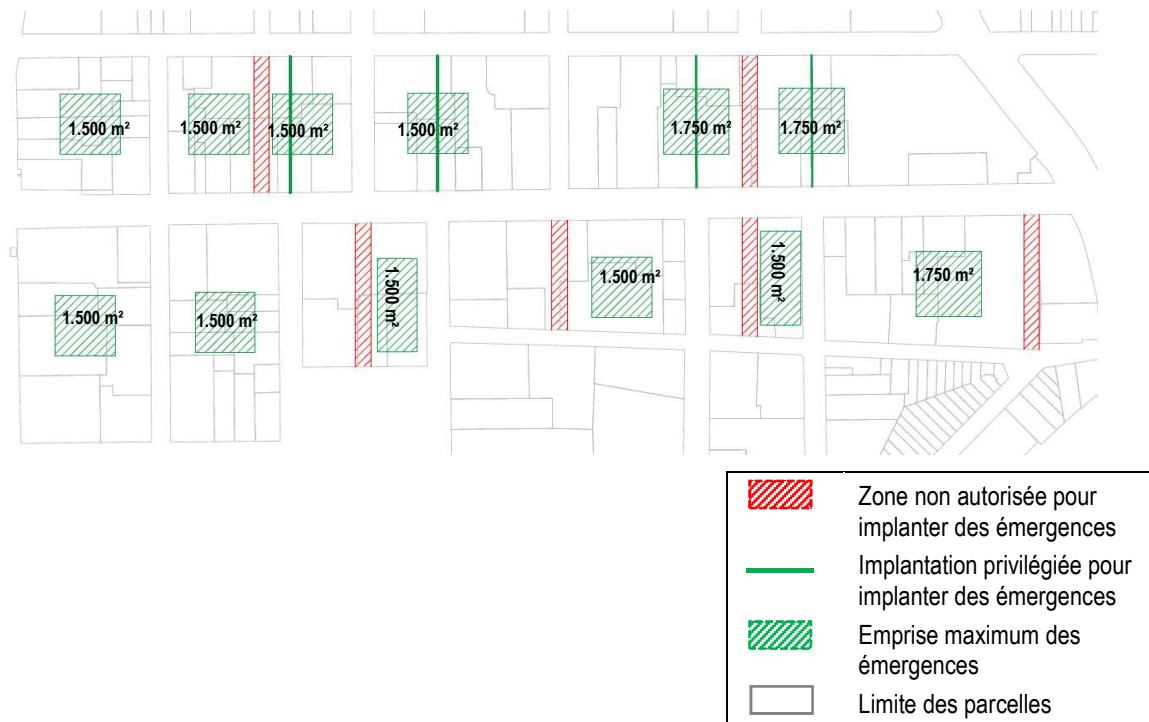 1.500 m²
1.500 m²
1.500 m²
1.500 m²
1.750 m²
1.750 m²
1.500 m²
1.500 m²
1.500 m²
1.500 m²
1.500 m²
1.750 m²
Zone non autorisée pour
implanter des émergences
Implantation privilégiée pour
implanter des émergences
Emprise maximum des
émergences
Limite des parcelles